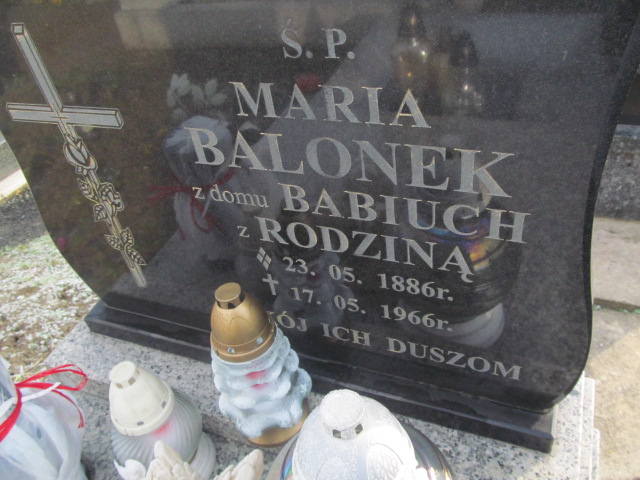 Ś. P.
MARIA
BALONEK
z domu BABIUCH
z RODZINĄ
23. 05. 1886r.
17. 05. 1966r.
ICH DUSZOM